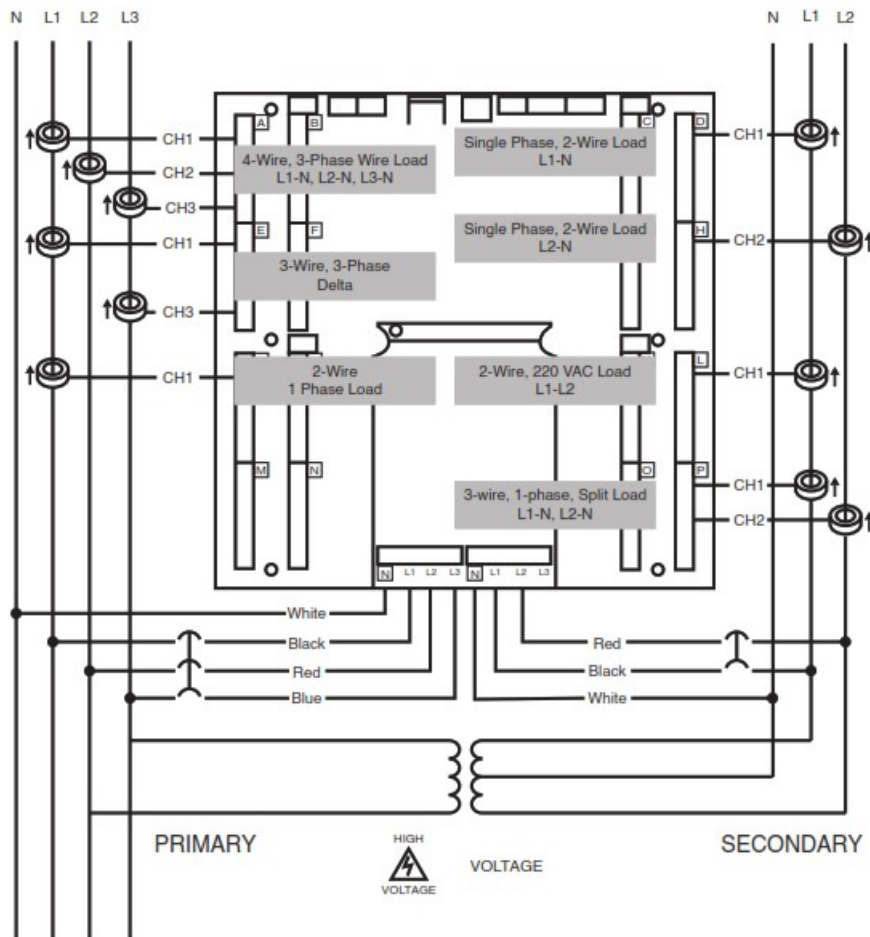 N L1 L2 L3
N L1 L2
A B C D
CH1
4-Wire, 3-Phase Wire Load
L1-N, L2-N, L3-N
CH2
CH3
Single Phase, 2-Wire Load
L1-N
CH1
E F H
CH1
3-Wire, 3-Phase
Delta
CH3
Single Phase, 2-Wire Load
L2-N
CH2
CH1
2-Wire
1 Phase Load
2-Wire, 220 VAC Load
L1-L2
L
CH1
M N O P
3-wire, 1-phase, Split Load
L1-N, L2-N
CH1
CH2
N L1 L2 L3 N L1 L2 L3
White
Black
Red
Blue
Red
Black
White
PRIMARY
HIGH
VOLTAGE
VOLTAGE
SECONDARY